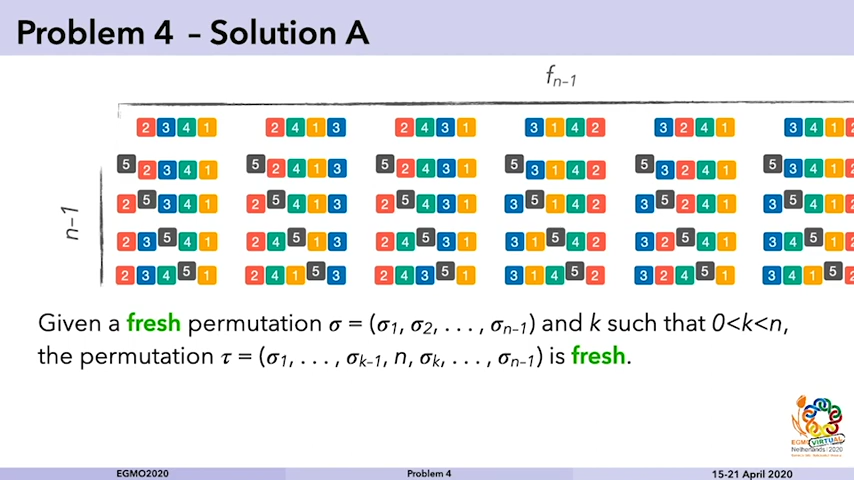 Problem 4 – Solution A
fn–1
2 3 4 1 2 4 1 3 2 4 3 1 3 1 4 2 3 2 4 1 3 4 1 2
5 2 3 4 1 5 2 4 1 3 5 2 4 3 1 5 3 1 4 2 5 3 2 4 1 5 3 4 1 2
2 5 3 4 1 2 5 4 1 3 2 5 4 3 1 3 5 1 4 2 3 5 2 4 1 3 5 4 1 2
2 3 5 4 1 2 4 5 1 3 2 4 5 3 1 3 1 5 4 2 3 2 5 4 1 3 4 5 1 2
2 3 4 5 1 2 4 1 5 3 2 4 3 5 1 3 1 4 5 2 3 2 4 5 1 3 4 1 5 2
n–1
Given a fresh permutation σ = (σ1, σ2, . . . , σn–1) and k such that 0<k<n,
the permutation τ = (σ1, . . . , σk–1, n, σk, . . . , σn–1) is fresh.
EGMO
VIRTUAL
Netherlands 2020
EGMO2020
Problem 4
15-21 April 2020